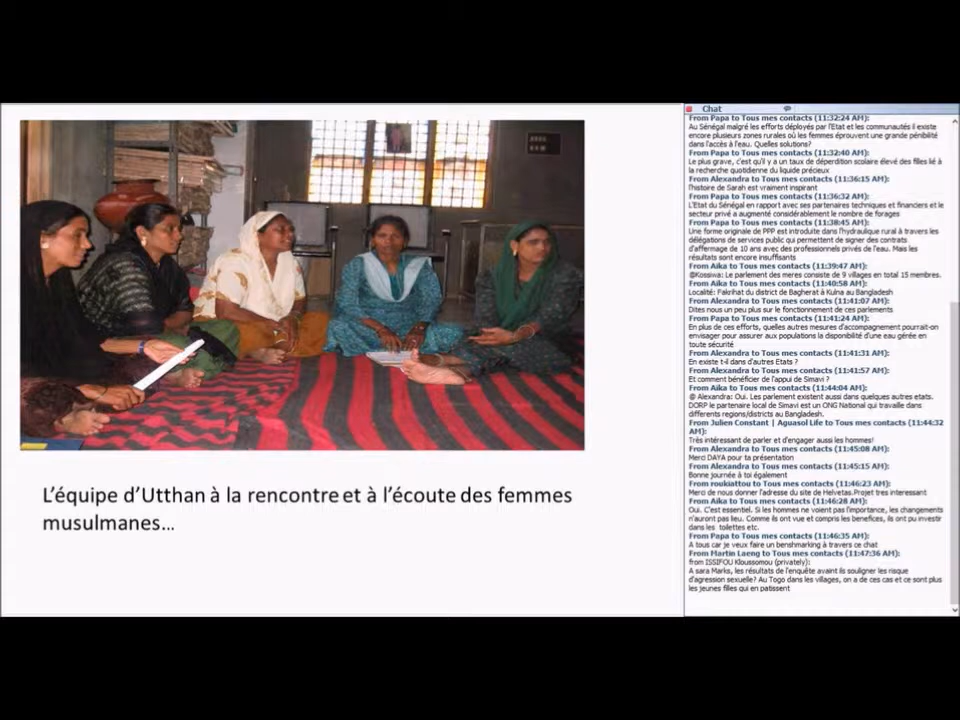 L'équipe d'Utthan à la rencontre et à l'écoute des femmes
musulmanes...
Chat
From Papa to Tous mes contacts (11:32:24 AM):
Au Sénégal malgré les efforts déployés par l'Etat et les communautés il existe
encore plusieurs zones rurales où les femmes éprouvent une grande pénibilité
dans l'accès à l'eau. Quelles solutions?
From Papa to Tous mes contacts (11:32:40 AM):
Le plus grave, c'est qu'il y a un taux de déperdition scolaire élevé des filles lié à
la recherche quotidienne du liquide précieux
From Alexandra to Tous mes contacts (11:36:15 AM):
l'histoire de Sarah est vraiment inspirant
From Papa to Tous mes contacts (11:36:32 AM):
L'Etat du Sénégal en rapport avec ses partenaires techniques et financiers et le
secteur privé a augmenté considérablement le nombre de forages
From Papa to Tous mes contacts (11:38:45 AM):
Une forme originale de PPP est introduite dans l'hydraulique rural à travers les
délégations de services public qui permettent de signer des contrats
d'affermage de 10 ans avec des professionnels privés de l'eau. Mais les
résultats sont encore insuffisants
From Aika to Tous mes contacts (11:39:47 AM):
@Kossiwa: Le parlement des meres consiste de 9 villages en total 15 membres.
From Aika to Tous mes contacts (11:40:58 AM):
Localité: Fakrihat du district de Bagherat à Kulna au Bangladesh
From Alexandra to Tous mes contacts (11:41:07 AM):
Dites nous un peu plus sur le fonctionnement de ces parlements
From Papa to Tous mes contacts (11:41:24 AM):
En plus de ces efforts, quelles autres mesures d'accompagnement pourrait-on
envisager pour assurer aux populations la disponibilité d'une eau gérée en
toute sécurité
From Alexandra to Tous mes contacts (11:41:31 AM):
En existe t-il dans d'autres Etats ?
From Alexandra to Tous mes contacts (11:41:57 AM):
Et comment bénéficier de l'appui de Simavi ?
From Aika to Tous mes contacts (11:44:04 AM):
@ Alexandra: Oui. Les parlement existent aussi dans quelques autres etats.
DORP le partenaire local de Simavi est un ONG National qui travaille dans
differents regions/districts au Bangladesh.
From Julien Constant | Aguasol Life to Tous mes contacts (11:44:32
AM):
Très intéressant de parler et d'engager aussi les hommes!
From Alexandra to Tous mes contacts (11:45:08 AM):
Merci DAYA pour ta présentation
From Alexandra to Tous mes contacts (11:45:15 AM):
Bonne journée à toi également
From roukiattou to Tous mes contacts (11:46:23 AM):
Merci de nous donner l'adresse du site de Helvetas.Projet tres interessant
From Aika to Tous mes contacts (11:46:28 AM):
Oui. C'est essentiel. Si les hommes ne voient pas l'importance, les changements
n'auront pas lieu. Comme ils ont vu et compris les benefices, ils ont pu investir
dans les toilettes etc.
From Papa to Tous mes contacts (11:46:35 AM):
A tous car je veux faire un benshmarking à travers ce chat
From Martin Laeng to Tous mes contacts (11:47:36 AM):
from ISSIFOU Kloussomou (privately):
A sara Marks, les résultats de l'enquête avaint ils souligner les risque
d'agression sexuelle? Au Togo dans les villages, on a de ces cas et ce sont plus
les jeunes filles qui en patissent